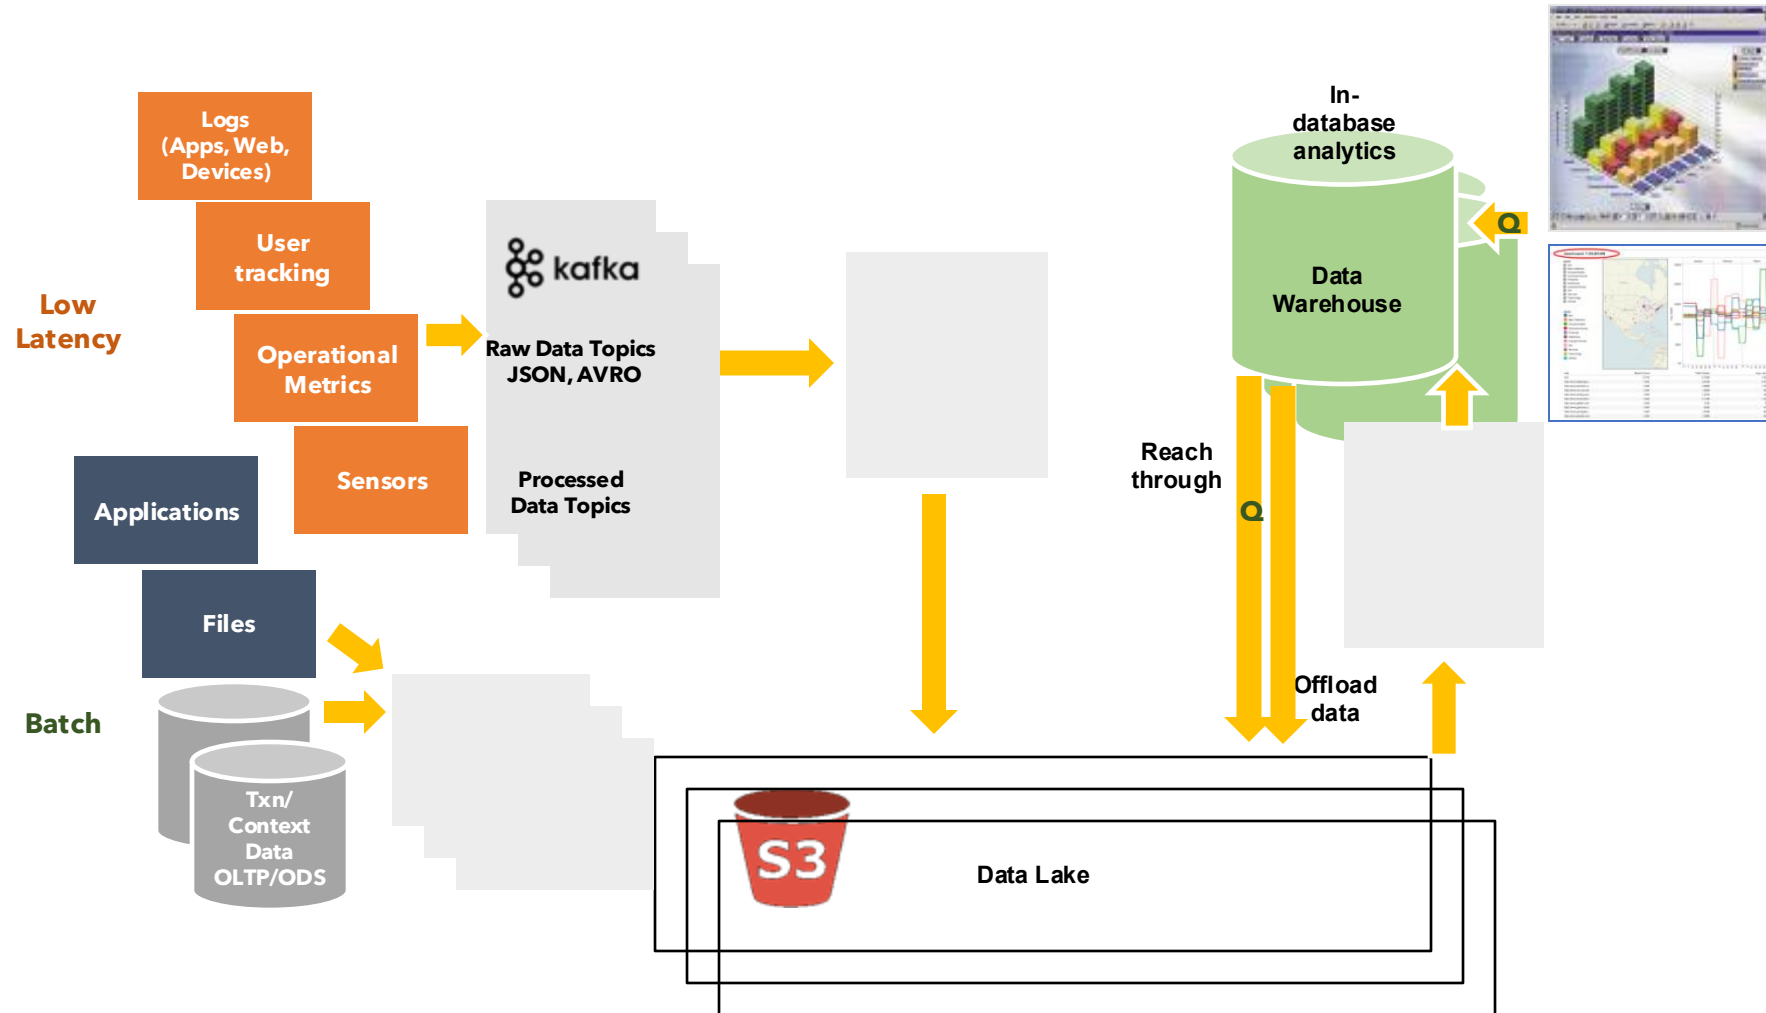 Logs
(Apps, Web,
Devices)
User
tracking
Low
Latency
Operational
Metrics
Sensors
Applications
Files
Batch
Txn/
Context
Data
OLTP/ODS
kafka
Raw Data Topics
JSON, AVRO
Processed
Data Topics
In-
database
analytics
Data
Warehouse
Q
Reach
through
Q
Offload
data
S3
Data Lake